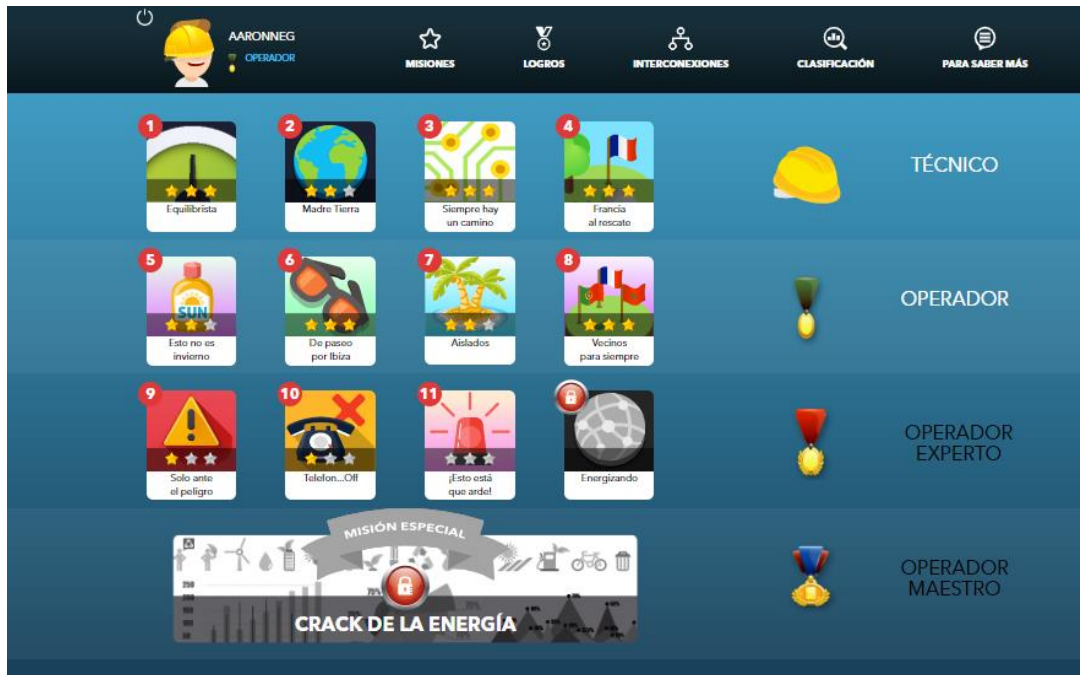 AARONNEG
OPERADOR
MISIONES
LOGROS
INTERCONEXIONES
CLASIFICACIÓN
PARA SABER MÁS
1
2
3
4
Equilibrista
Madre Tierra
Siempre hay
un camino
Francia
al rescate
TÉCNICO
5
6
7
8
SUN
Esto no es
invierno
De paseo
por Ibiza
Aislados
Vecinos
para siempre
OPERADOR
9
10
11
Solo ante
el peligro
Telefon...Off
¡Esto está
que arde!
Energizando
OPERADOR
EXPERTO
MISIÓN ESPECIAL
CRACK DE LA ENERGÍA
OPERADOR
MAESTRO